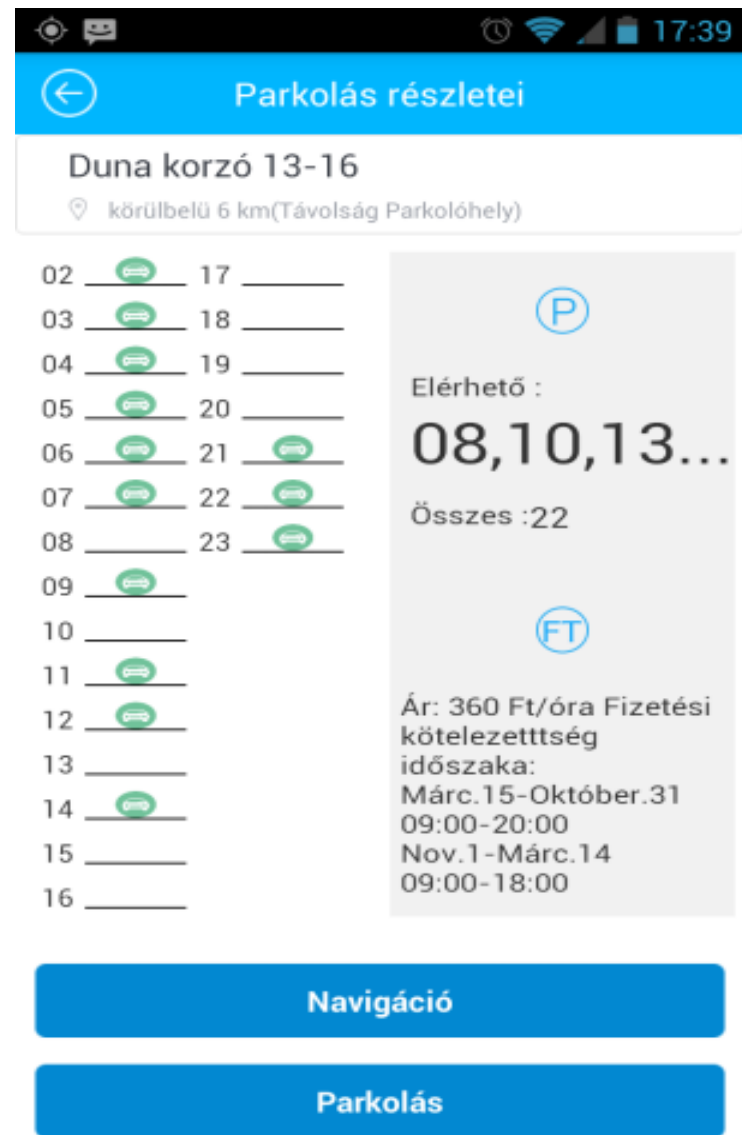 17:39
Parkolás részletei
Duna korzó 13-16
körülbelü 6 km(Távolság Parkolóhely)
02 17
03 18
04 19
05 20
06 21
07 22
08 23
09
10
11
12
13
14
15
16
P
Elérhető :
08,10,13...
Összes :22
FT
Ár: 360 Ft/óra Fizetési
kötelezetttség
időszaka:
Márc.15-Október.31
09:00-20:00
Nov.1-Márc.14
09:00-18:00
Navigáció
Parkolás